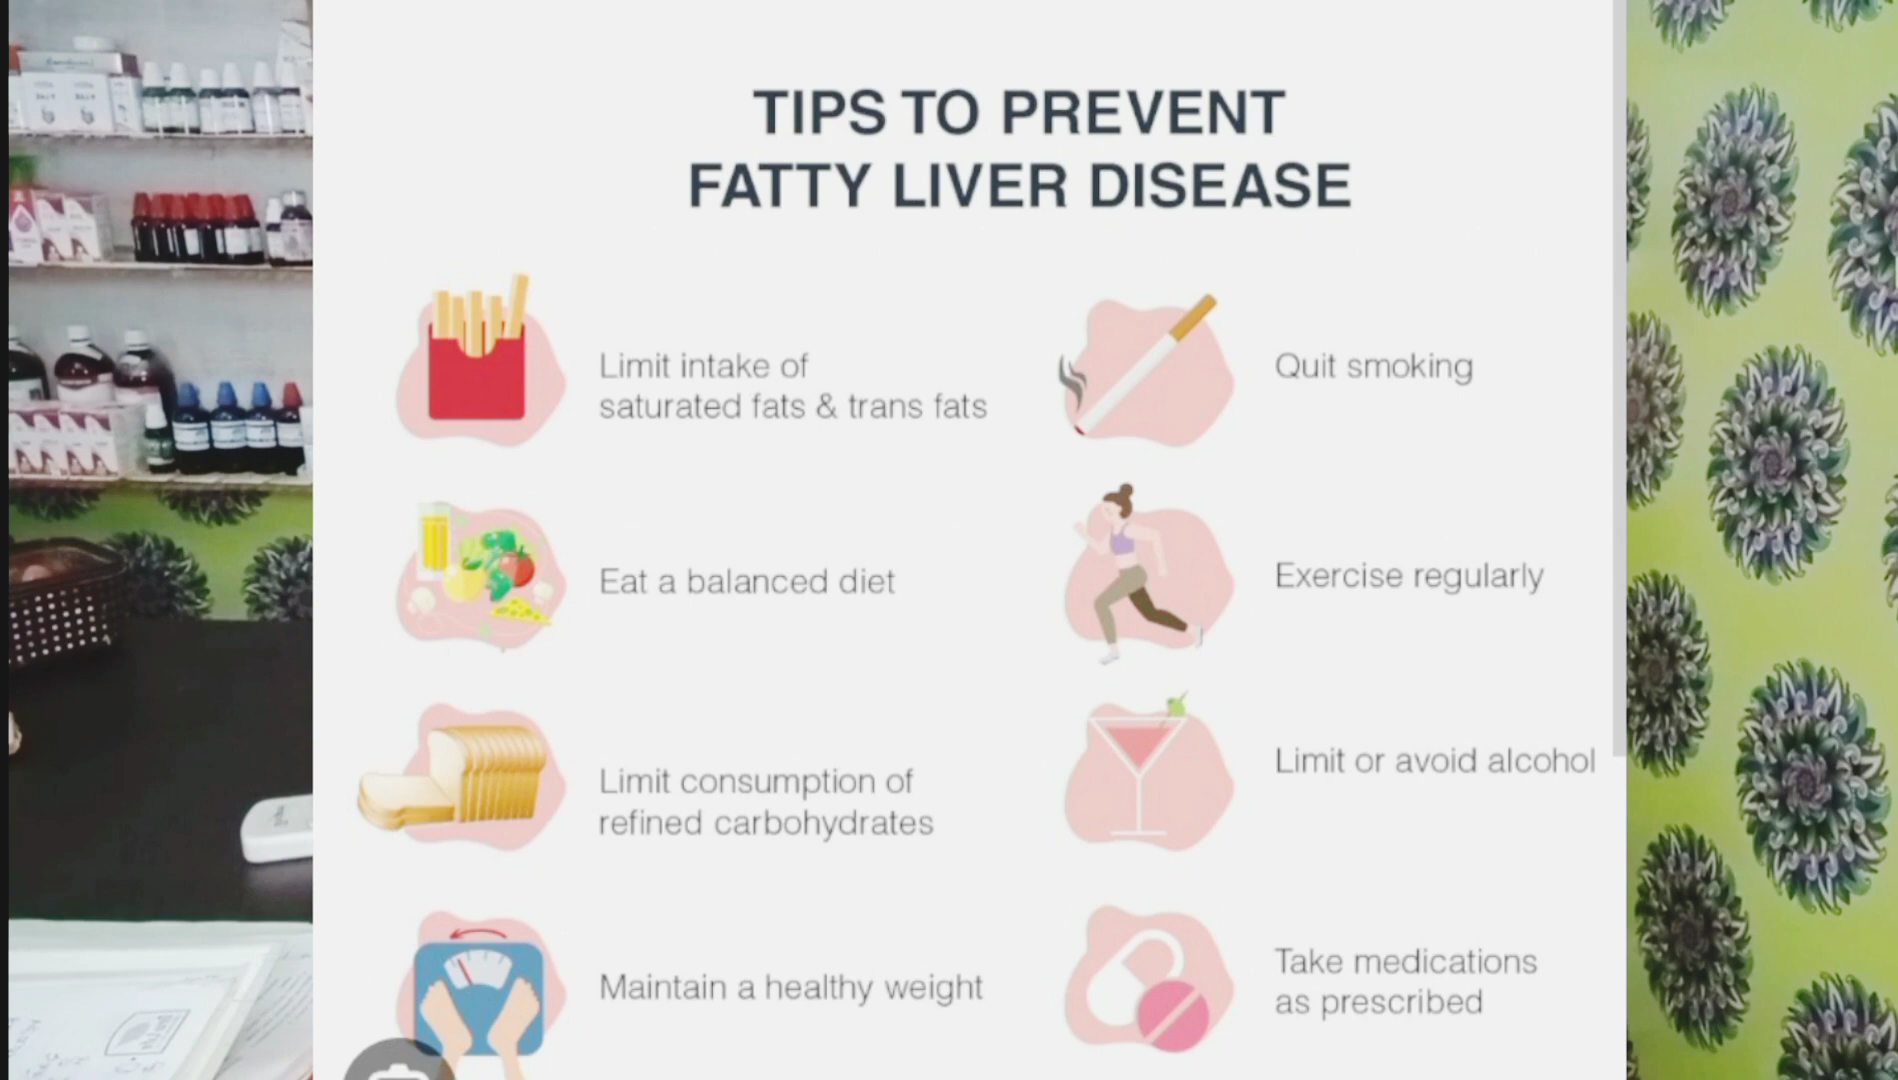 TIPS TO PREVENT
FATTY LIVER DISEASE
Limit intake of
saturated fats & trans fats
Quit smoking
Eat a balanced diet
Exercise regularly
Limit consumption of
refined carbohydrates
Limit or avoid alcohol
Maintain a healthy weight
Take medications
as prescribed